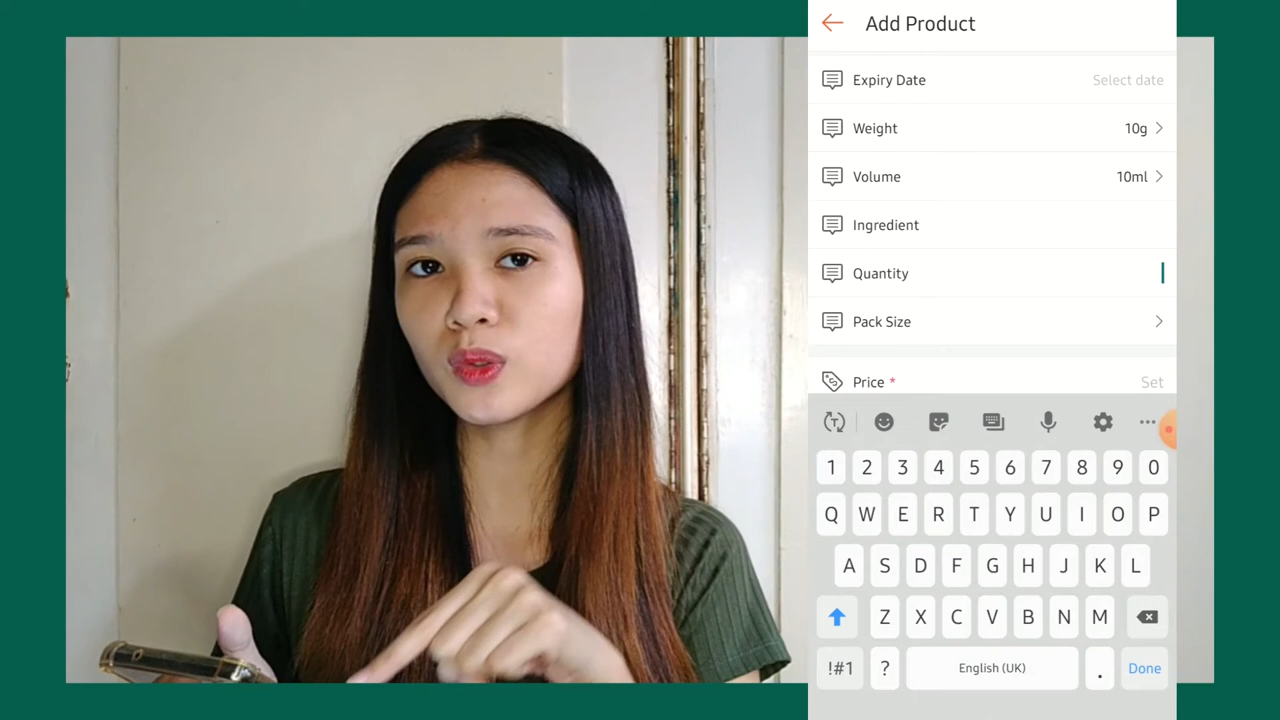 Add Product
Expiry Date Select date
Weight 10g
Volume 10ml
Ingredient
Quantity
Pack Size
Price * Set
1 2 3 4 5 6 7 8 9 0
Q W E R T Y U I O P
A S D F G H J K L
Z X C V B N M
!#1 ? English (UK) . Done